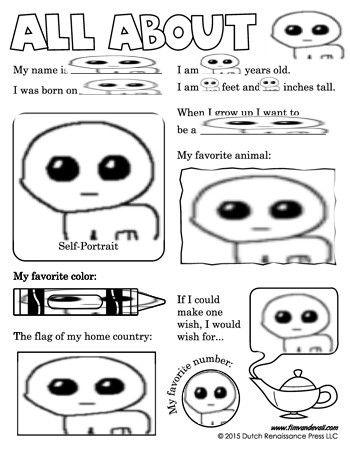 ALL ABOUT
My name is
I am years old.
I was born on
I am feet and inches tall.
When I grow up I want to
be a
My favorite animal:
Self-Portrait
My favorite color:
If I could
make one
wish, I would
wish for...
The flag of my home country:
My favorite number:
www.timvandevall.com
© 2015 Dutch Renaissance Press LLC